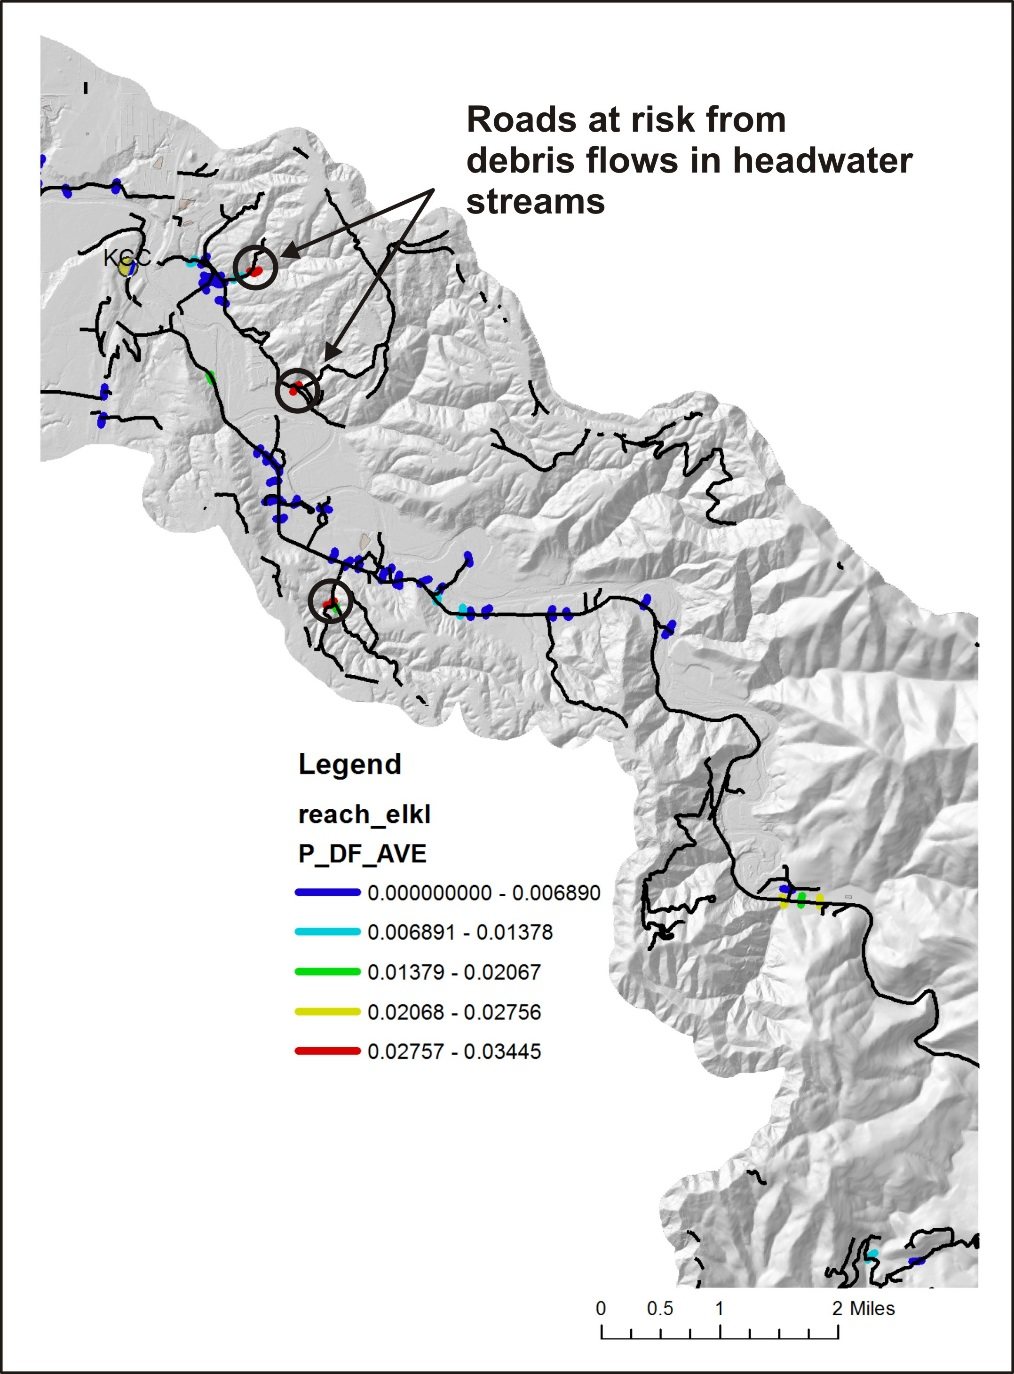 Roads at risk from
debris flows in headwater
streams
KCC
Legend
reach_elkl
P_DF_AVE
0.000000000 - 0.006890
0.006891 - 0.01378
0.01379 - 0.02067
0.02068 - 0.02756
0.02757 - 0.03445
0 0.5 1 2 Miles